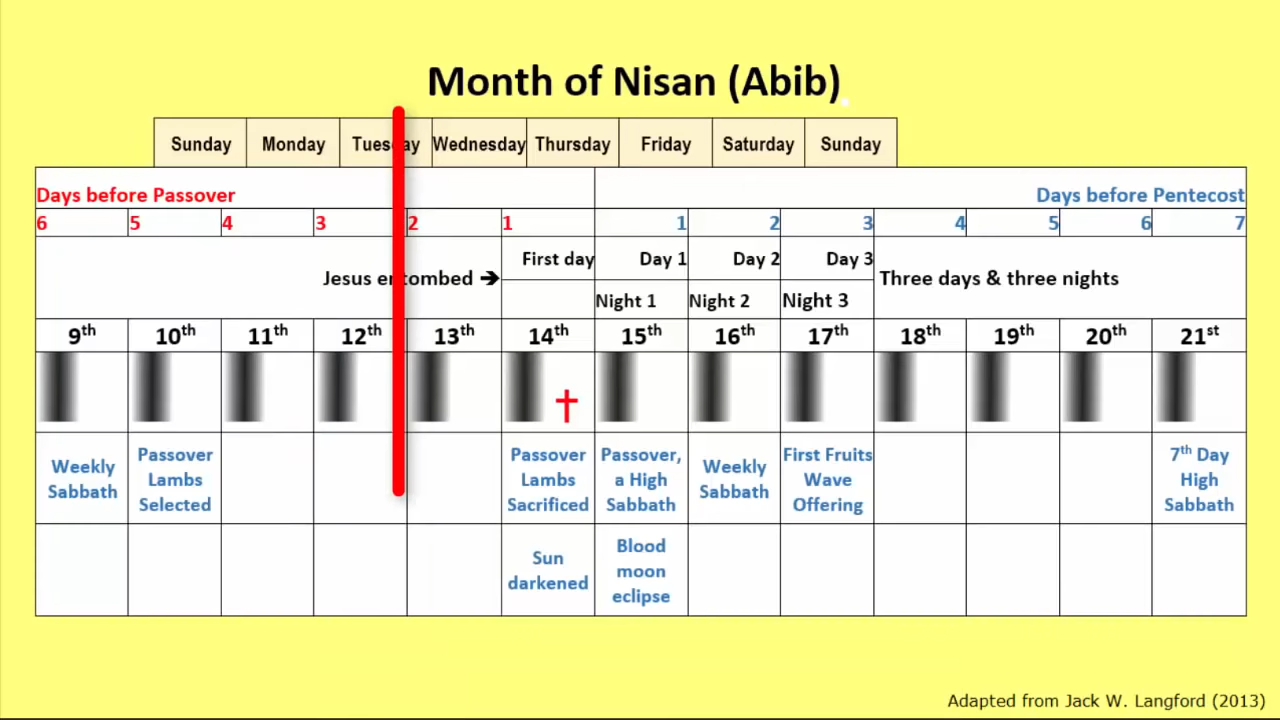 Month of Nisan (Abib)
Sunday Monday Tuesday Wednesday Thursday Friday Saturday Sunday
Days before Passover Days before Pentecost
6 5 4 3 2 1 1 2 3 4 5 6 7
First day Day 1 Day 2 Day 3
Jesus entombed ➔ Three days & three nights
Night 1 Night 2 Night 3
9th 10th 11th 12th 13th 14th 15th 16th 17th 18th 19th 20th 21st
Weekly
Sabbath
Passover
Lambs
Selected
Passover
Lambs
Sacrificed
Passover,
a High
Sabbath
Weekly
Sabbath
First Fruits
Wave
Offering
7th Day
High
Sabbath
Sun
darkened
Blood
moon
eclipse
Adapted from Jack W. Langford (2013)